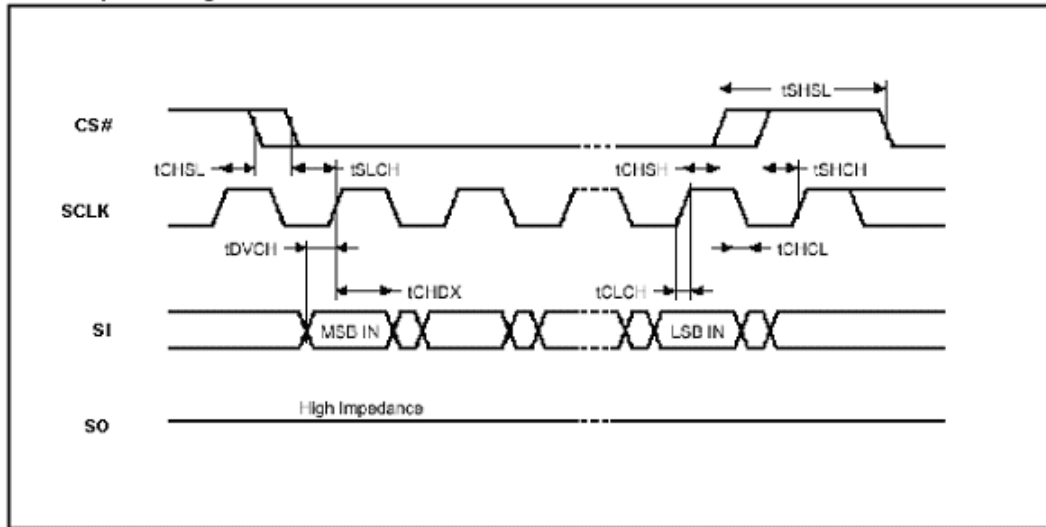 tSHSL
CS#
tCHSL
tSLCH
tCHSH
tSHCH
SCLK
tDVCH
tCHCL
tCHDX
tCLCH
SI
MSB IN
LSB IN
High Impedance
SO